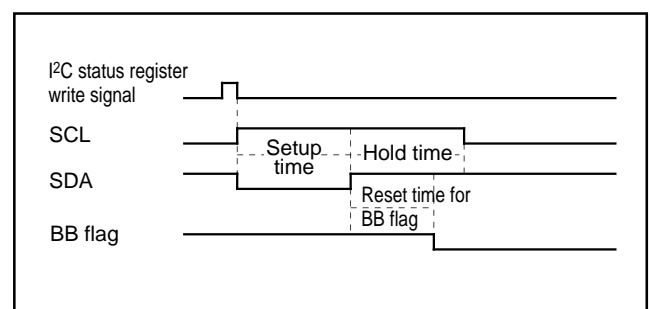 I²C status register
write signal
SCL
Setup
time
Hold time
SDA
Reset time for
BB flag
BB flag